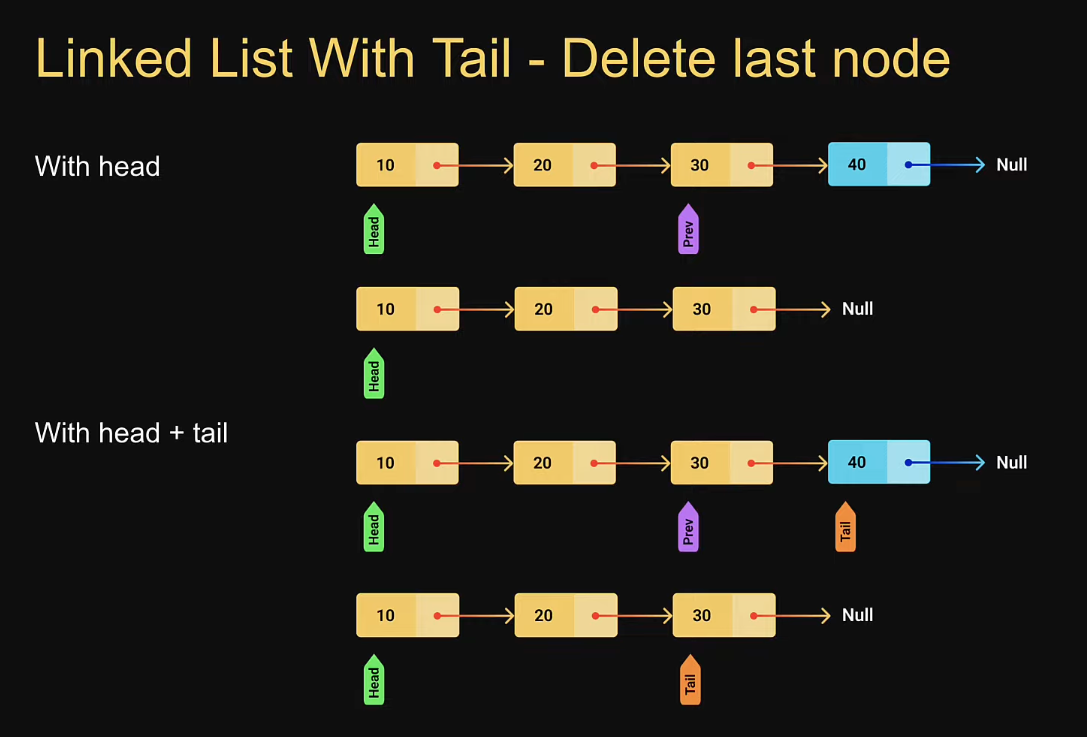 Linked List With Tail - Delete last node
With head
10 20 30 40 Null
Head Prev
10 20 30 Null
Head
With head + tail
10 20 30 40 Null
Head Prev Tail
10 20 30 Null
Head Tail